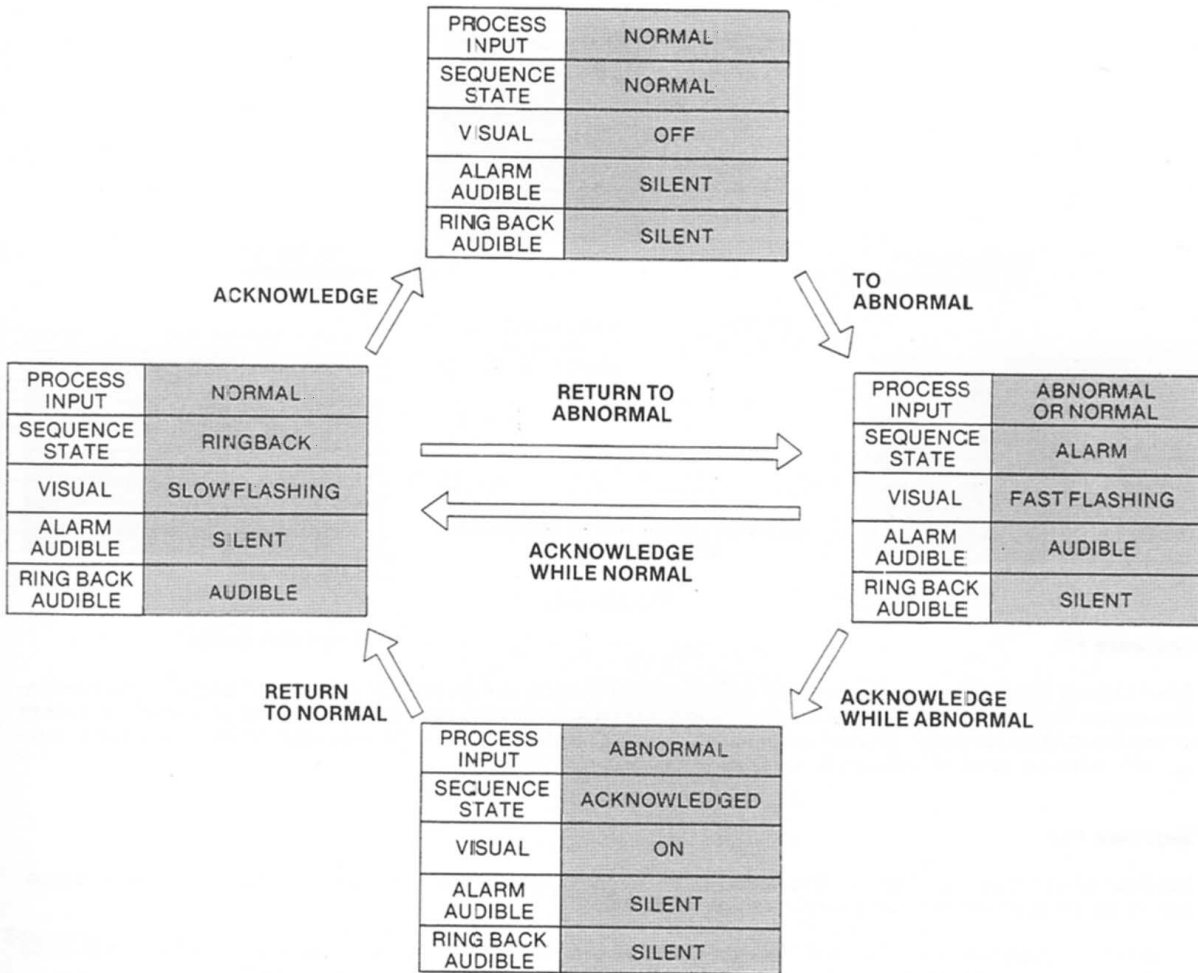 PROCESS
INPUT
NORMAL
SEQUENCE
STATE
NORMAL
VISUAL
OFF
ALARM
AUDIBLE
SILENT
RING BACK
AUDIBLE
SILENT
ACKNOWLEDGE
TO
ABNORMAL
PROCESS
INPUT
NORMAL
SEQUENCE
STATE
RINGBACK
VISUAL
SLOW FLASHING
ALARM
AUDIBLE
SILENT
RING BACK
AUDIBLE
AUDIBLE
RETURN TO
ABNORMAL
ACKNOWLEDGE
WHILE NORMAL
PROCESS
INPUT
ABNORMAL
OR NORMAL
SEQUENCE
STATE
ALARM
VISUAL
FAST FLASHING
ALARM
AUDIBLE
AUDIBLE
RING BACK
AUDIBLE
SILENT
RETURN
TO NORMAL
ACKNOWLEDGE
WHILE ABNORMAL
PROCESS
INPUT
ABNORMAL
SEQUENCE
STATE
ACKNOWLEDGED
VISUAL
ON
ALARM
AUDIBLE
SILENT
RING BACK
AUDIBLE
SILENT